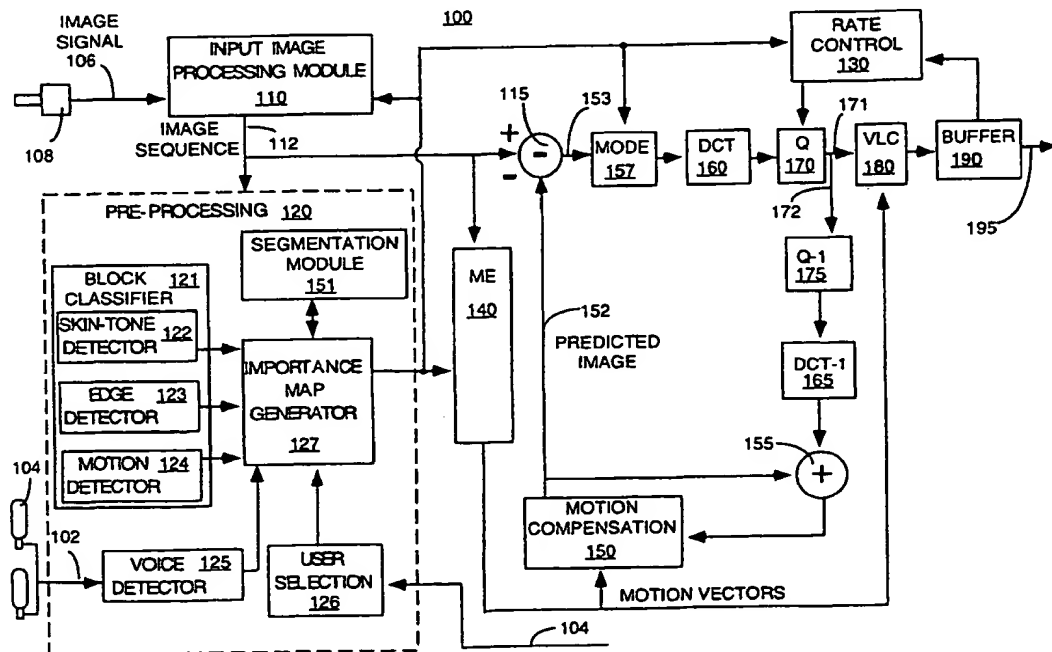 100
IMAGE
SIGNAL
106
108
INPUT IMAGE
PROCESSING MODULE
110
IMAGE
SEQUENCE
112
RATE
CONTROL
130
115
153
+
-
-
MODE
157
DCT
160
Q
170
171
172
VLC
180
BUFFER
190
195
PRE-PROCESSING 120
SEGMENTATION
MODULE
151
BLOCK 121
CLASSIFIER
SKIN-TONE
DETECTOR 122
EDGE 123
DETECTOR
MOTION 124
DETECTOR
IMPORTANCE
MAP
GENERATOR
127
ME
140
152
PREDICTED
IMAGE
Q-1
175
DCT-1
165
155
+
MOTION
COMPENSATION
150
104
102
VOICE 125
DETECTOR
USER
SELECTION
126
MOTION VECTORS
104